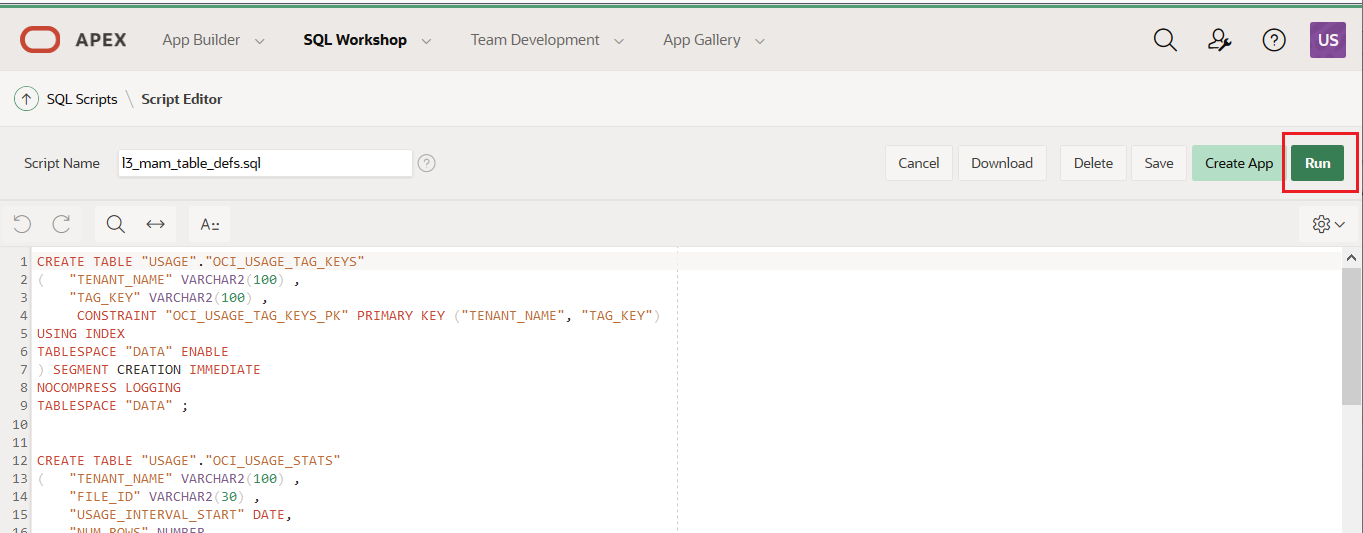 APEX App Builder SQL Workshop Team Development App Gallery US
SQL Scripts \ Script Editor
Script Name l3_mam_table_defs.sql ? Cancel Download Delete Save Create App Run
A::
1 CREATE TABLE "USAGE"."OCI_USAGE_TAG_KEYS"
2 (   "TENANT_NAME" VARCHAR2(100) ,
3     "TAG_KEY" VARCHAR2(100) ,
4      CONSTRAINT "OCI_USAGE_TAG_KEYS_PK" PRIMARY KEY ("TENANT_NAME", "TAG_KEY")
5 USING INDEX
6 TABLESPACE "DATA" ENABLE
7 ) SEGMENT CREATION IMMEDIATE
8 NOCOMPRESS LOGGING
9 TABLESPACE "DATA" ;
10
11
12 CREATE TABLE "USAGE"."OCI_USAGE_STATS"
13 (   "TENANT_NAME" VARCHAR2(100) ,
14     "FILE_ID" VARCHAR2(30) ,
15     "USAGE_INTERVAL_START" DATE,
16     "NUM_ROWS" NUMBER